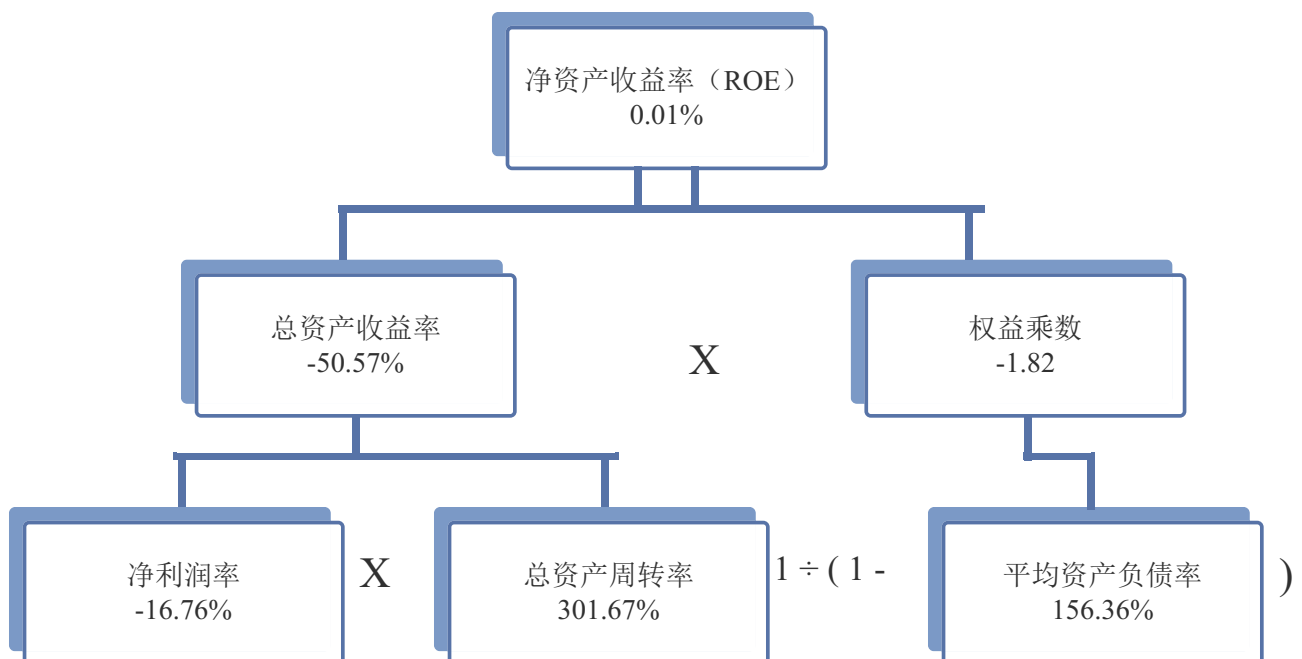 净资产收益率（ROE）
0.01%
总资产收益率
-50.57%
X
权益乘数
-1.82
净利润率
-16.76%
X
总资产周转率
301.67%
1 ÷ ( 1 -
平均资产负债率
156.36%
)